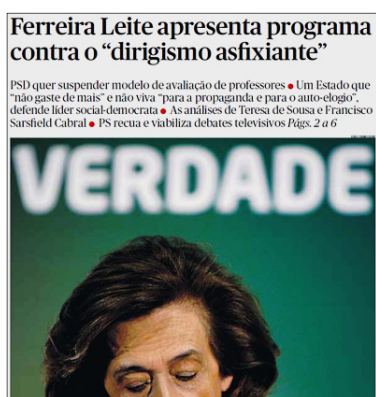 Ferreira Leite apresenta programa
contra o “dirigismo asfixiante”
PSD quer suspender modelo de avaliação de professores ● Um Estado que
“não gaste de mais” e não viva “para a propaganda e para o auto-elogio”,
defende líder social-democrata ● As análises de Teresa de Sousa e Francisco
Sarsfield Cabral ● PS recua e viabiliza debates televisivos Págs. 2 a 6
VERDADE